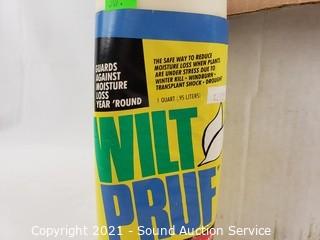 GUARDS
AGAINST
MOISTURE
LOSS
YEAR 'ROUND
THE SAFE WAY TO REDUCE
MOISTURE LOSS WHEN PLANTS
ARE UNDER STRESS DUE TO
WINTER KILL · WINDBURN ·
TRANSPLANT SHOCK · DROUGHT
1 QUART (.95 LITERS)
WILT
PRUF
Copyright 2021 - Sound Auction Service